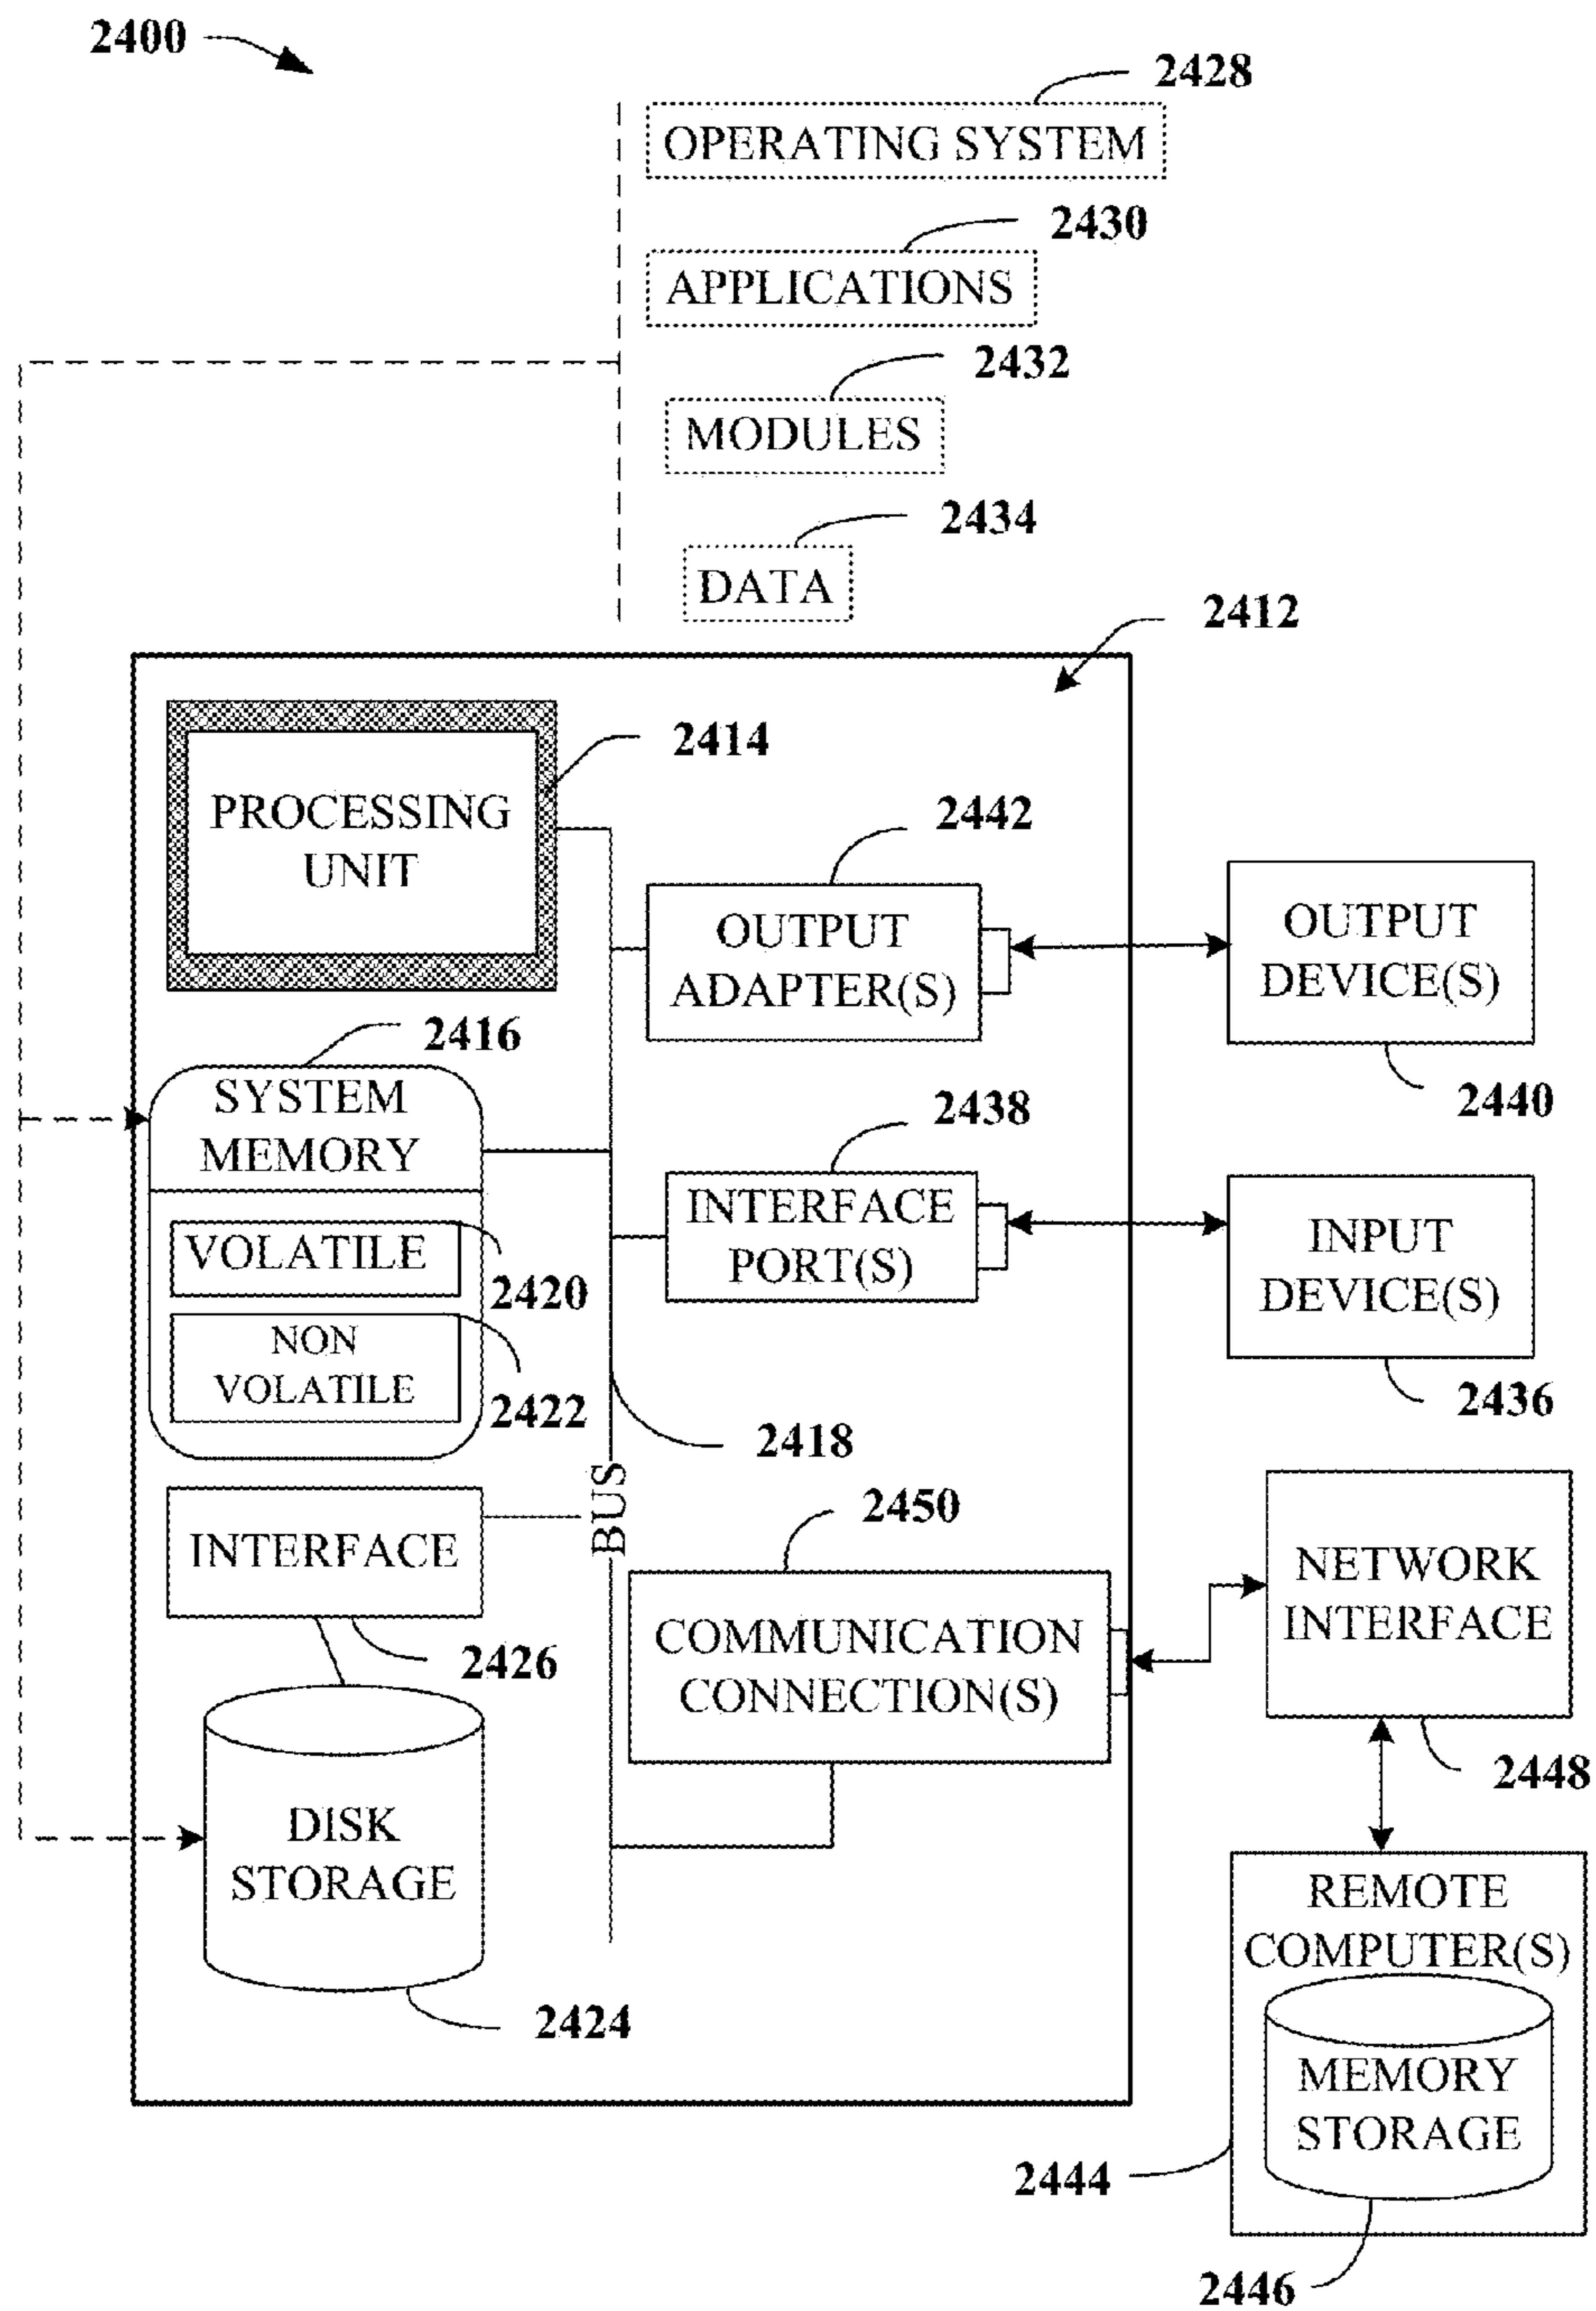 2400
2428
OPERATING SYSTEM
2430
APPLICATIONS
2432
MODULES
2434
DATA
2412
PROCESSING
UNIT
2414
2442
OUTPUT
ADAPTER(S)
OUTPUT
DEVICE(S)
2440
2416
SYSTEM
MEMORY
VOLATILE
2420
NON
VOLATILE
2422
2438
INTERFACE
PORT(S)
INPUT
DEVICE(S)
2436
2418
BUS
INTERFACE
2426
2450
COMMUNICATION
CONNECTION(S)
NETWORK
INTERFACE
2448
DISK
STORAGE
2424
REMOTE
COMPUTER(S)
MEMORY
STORAGE
2444
2446